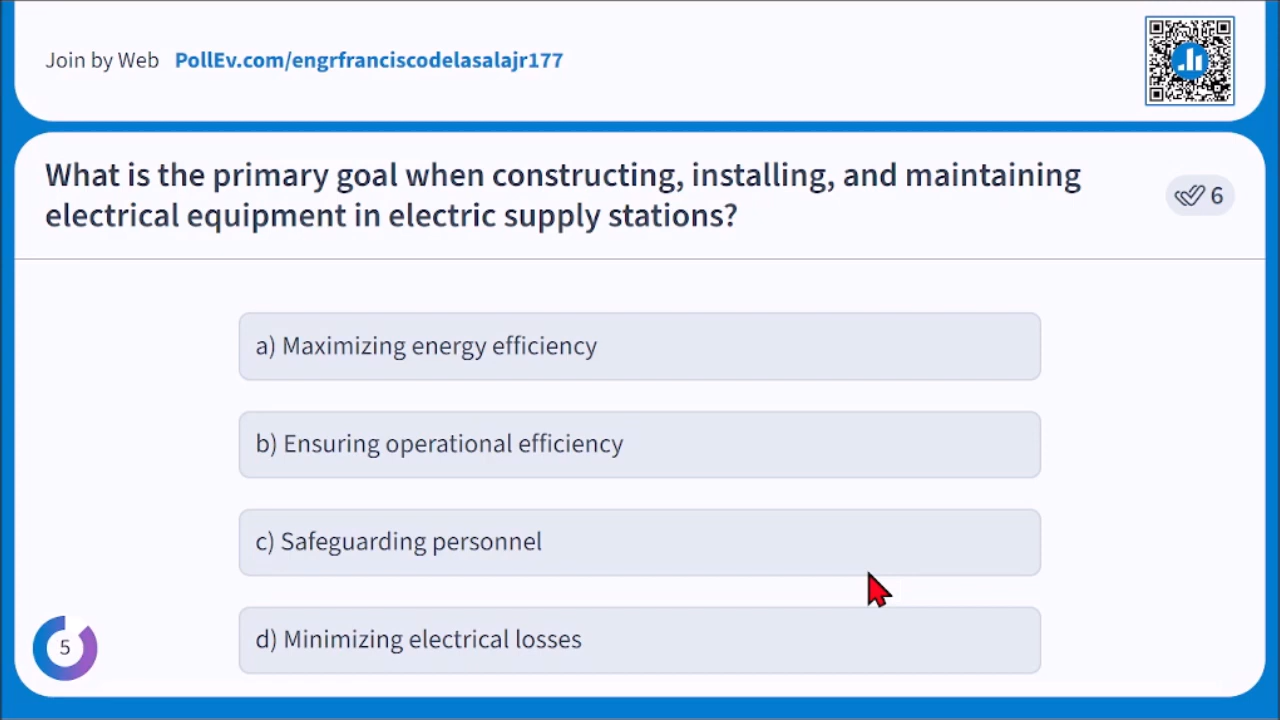 Join by Web PollEv.com/engrfranciscodelasalajr177
What is the primary goal when constructing, installing, and maintaining
electrical equipment in electric supply stations?
6
a) Maximizing energy efficiency
b) Ensuring operational efficiency
c) Safeguarding personnel
d) Minimizing electrical losses
5